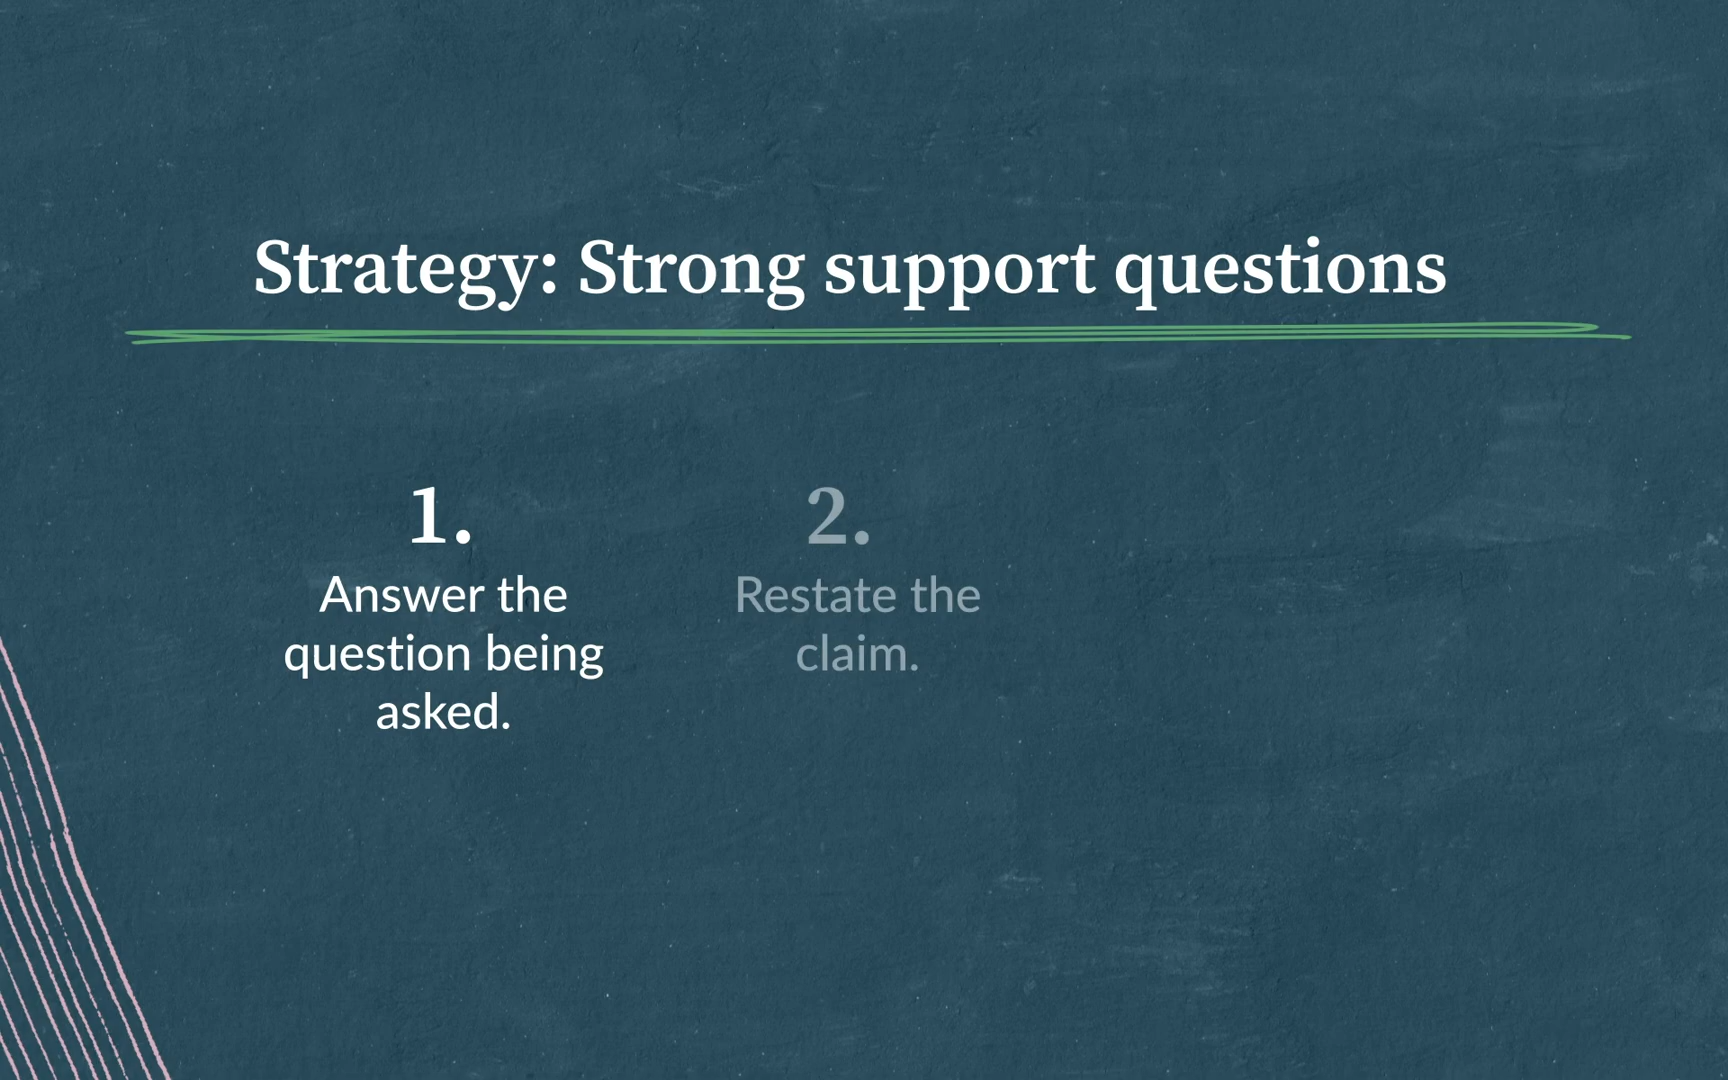 Strategy: Strong support questions
1.
Answer the
question being
asked.
2.
Restate the
claim.